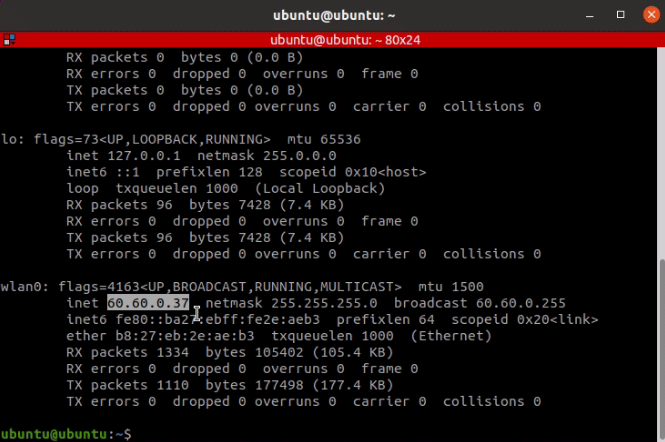 ubuntu@ubuntu: ~
ubuntu@ubuntu: ~ 80x24
RX packets 0  bytes 0 (0.0 B)
RX errors 0  dropped 0  overruns 0  frame 0
TX packets 0  bytes 0 (0.0 B)
TX errors 0  dropped 0 overruns 0  carrier 0  collisions 0
lo: flags=73<UP,LOOPBACK,RUNNING>  mtu 65536
inet 127.0.0.1  netmask 255.0.0.0
inet6 ::1  prefixlen 128  scopeid 0x10<host>
loop  txqueuelen 1000  (Local Loopback)
RX packets 96  bytes 7428 (7.4 KB)
RX errors 0  dropped 0  overruns 0  frame 0
TX packets 96  bytes 7428 (7.4 KB)
TX errors 0  dropped 0 overruns 0  carrier 0  collisions 0
wlan0: flags=4163<UP,BROADCAST,RUNNING,MULTICAST>  mtu 1500
inet 60.60.0.37  netmask 255.255.255.0  broadcast 60.60.0.255
inet6 fe80::ba27:ebff:fe2e:aeb3  prefixlen 64  scopeid 0x20<link>
ether b8:27:eb:2e:ae:b3  txqueuelen 1000  (Ethernet)
RX packets 1334  bytes 105402 (105.4 KB)
RX errors 0  dropped 0  overruns 0  frame 0
TX packets 1110  bytes 177498 (177.4 KB)
TX errors 0  dropped 0 overruns 0  carrier 0  collisions 0
ubuntu@ubuntu:~$